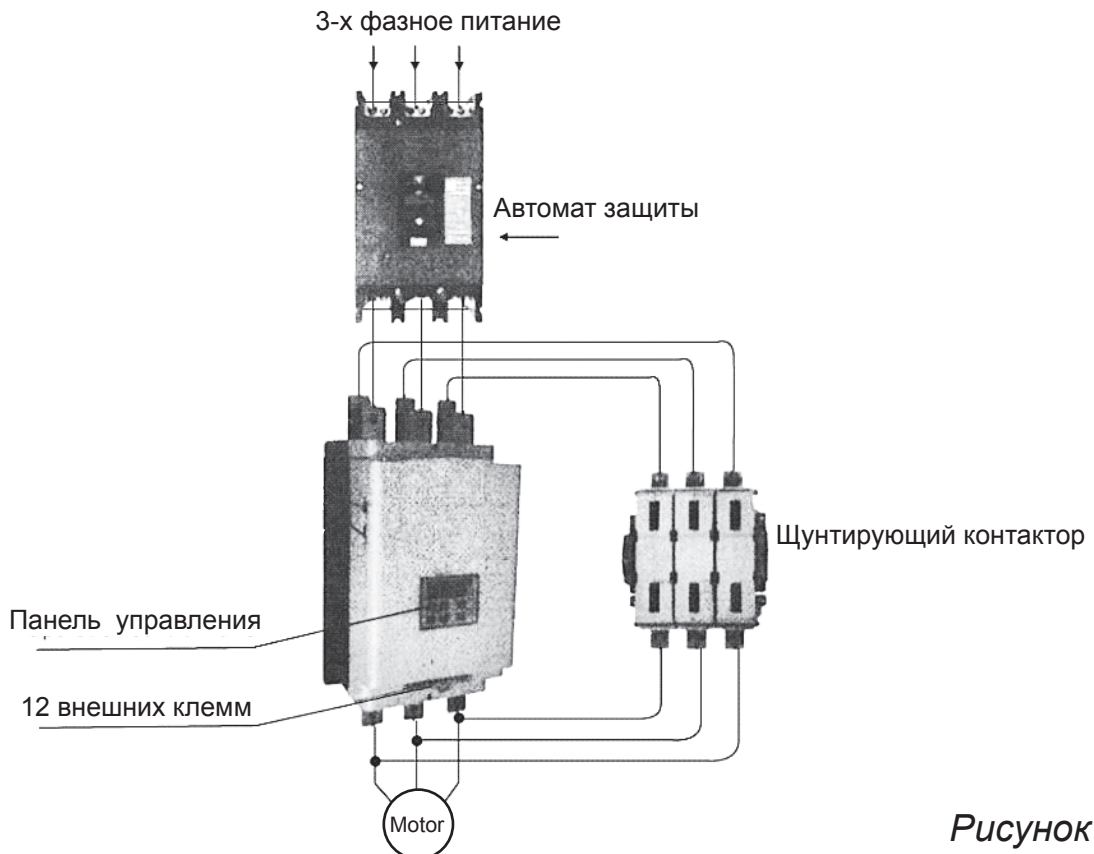 3-х фазное питание
Автомат защиты
Щунтирующий контактор
Панель управления
12 внешних клемм
Motor
Рисунок